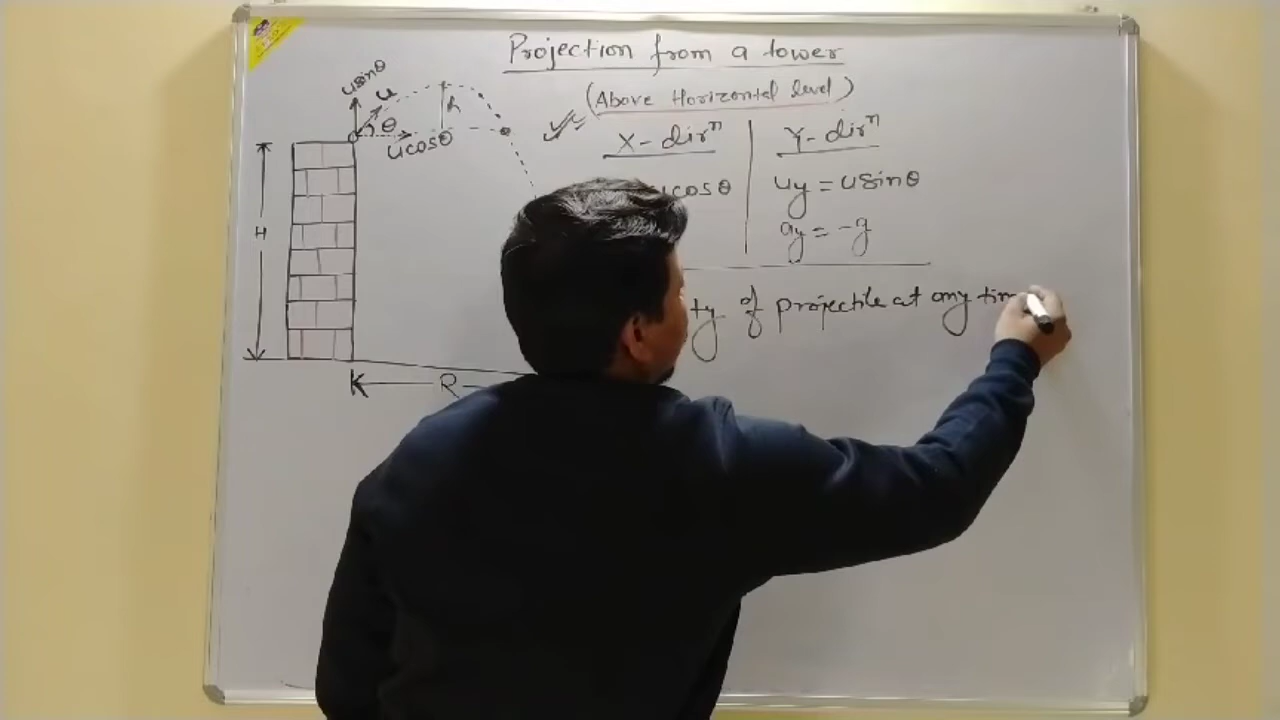 Projection from a tower
(Above Horizontal level)
X-dirⁿ
Y-dirⁿ
ucosθ
uy = usinθ
ay = -g
ty of projectile at any tim
usinθ
u
θ
ucosθ
h
H
R